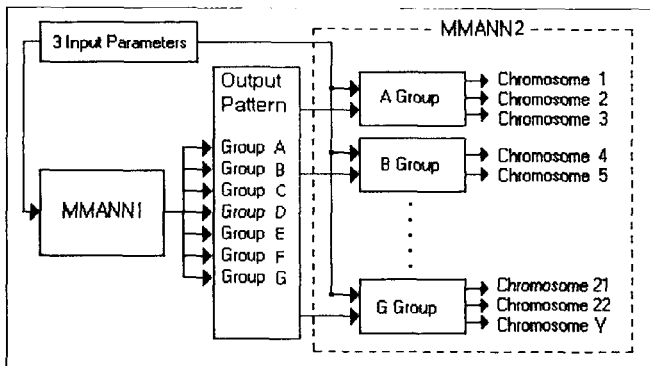 MMANN2
3 Input Parameters
Output
Pattern
A Group
Chromosome 1
Chromosome 2
Chromosome 3
Group A
Group B
Group C
Group D
Group E
Group F
Group G
MMANN1
B Group
Chromosome 4
Chromosome 5
G Group
Chromosome 21
Chromosome 22
Chromosome Y